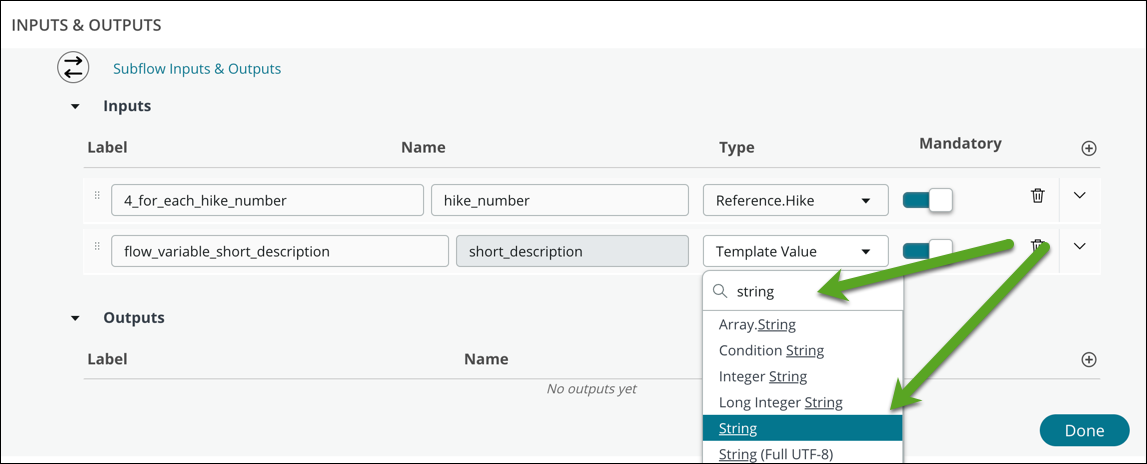 INPUTS & OUTPUTS
Subflow Inputs & Outputs
Inputs
Label Name Type Mandatory
4_for_each_hike_number hike_number Reference.Hike
flow_variable_short_description short_description Template Value
string
Array.String
Outputs
Condition String
Label Name
Integer String
No outputs yet
Long Integer String
String
Done
String (Full UTF-8)